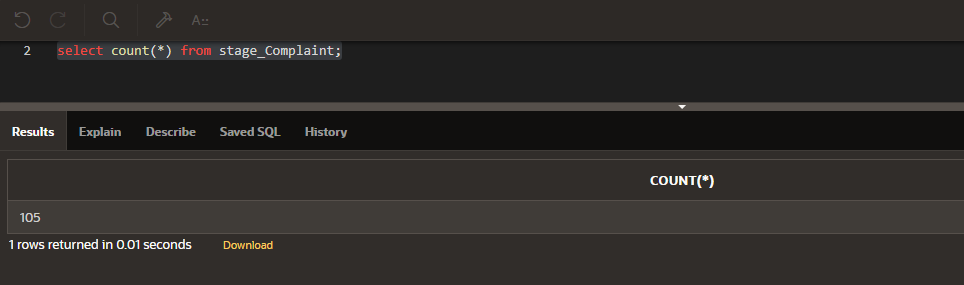 A::
2 select count(*) from stage_Complaint;
Results Explain Describe Saved SQL History
COUNT(*)
105
1 rows returned in 0.01 seconds Download